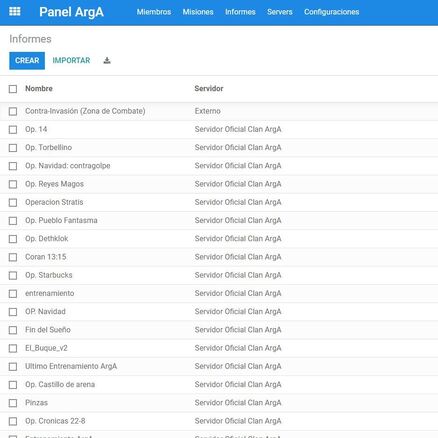 Panel ArgA Miembros Misiones Informes Servers Configuraciones
Informes
CREAR IMPORTAR
Nombre Servidor
Contra-Invasión (Zona de Combate) Externo
Op. 14 Servidor Oficial Clan ArgA
Op. Torbellino Servidor Oficial Clan ArgA
Op. Navidad: contragolpe Servidor Oficial Clan ArgA
Op. Reyes Magos Servidor Oficial Clan ArgA
Operacion Stratis Servidor Oficial Clan ArgA
Op. Pueblo Fantasma Servidor Oficial Clan ArgA
Op. Dethklok Servidor Oficial Clan ArgA
Coran 13:15 Servidor Oficial Clan ArgA
Op. Starbucks Servidor Oficial Clan ArgA
entrenamiento Servidor Oficial Clan ArgA
OP. Navidad Servidor Oficial Clan ArgA
Fin del Sueño Servidor Oficial Clan ArgA
El_Buque_v2 Servidor Oficial Clan ArgA
Ultimo Entrenamiento ArgA Servidor Oficial Clan ArgA
Op. Castillo de arena Servidor Oficial Clan ArgA
Pinzas Servidor Oficial Clan ArgA
Op. Cronicas 22-8 Servidor Oficial Clan ArgA